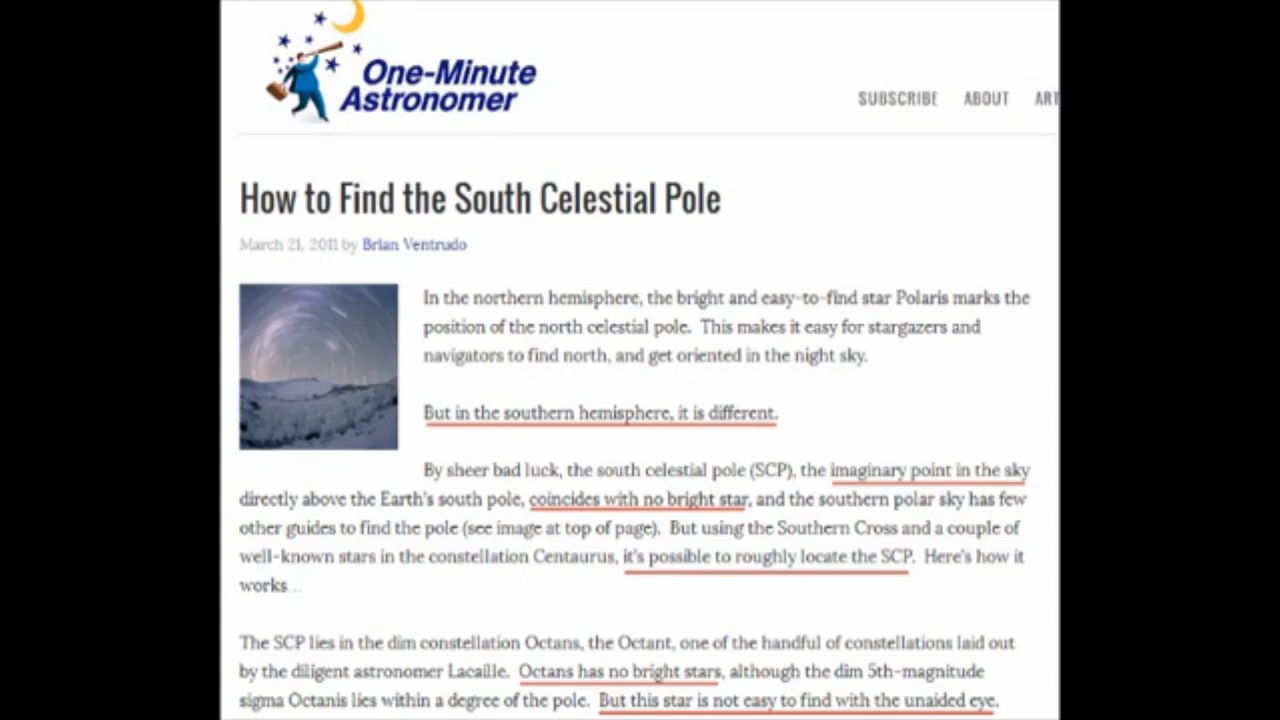 One-Minute
Astronomer
SUBSCRIBE ABOUT ART
How to Find the South Celestial Pole
March 21, 2011 by Brian Ventrudo
In the northern hemisphere, the bright and easy-to-find star Polaris marks the
position of the north celestial pole. This makes it easy for stargazers and
navigators to find north, and get oriented in the night sky.
But in the southern hemisphere, it is different.
By sheer bad luck, the south celestial pole (SCP), the imaginary point in the sky
directly above the Earth's south pole, coincides with no bright star, and the southern polar sky has few
other guides to find the pole (see image at top of page). But using the Southern Cross and a couple of
well-known stars in the constellation Centaurus, it's possible to roughly locate the SCP. Here's how it
works...
The SCP lies in the dim constellation Octans, the Octant, one of the handful of constellations laid out
by the diligent astronomer Lacaille. Octans has no bright stars, although the dim 5th-magnitude
sigma Octanis lies within a degree of the pole. But this star is not easy to find with the unaided eye.